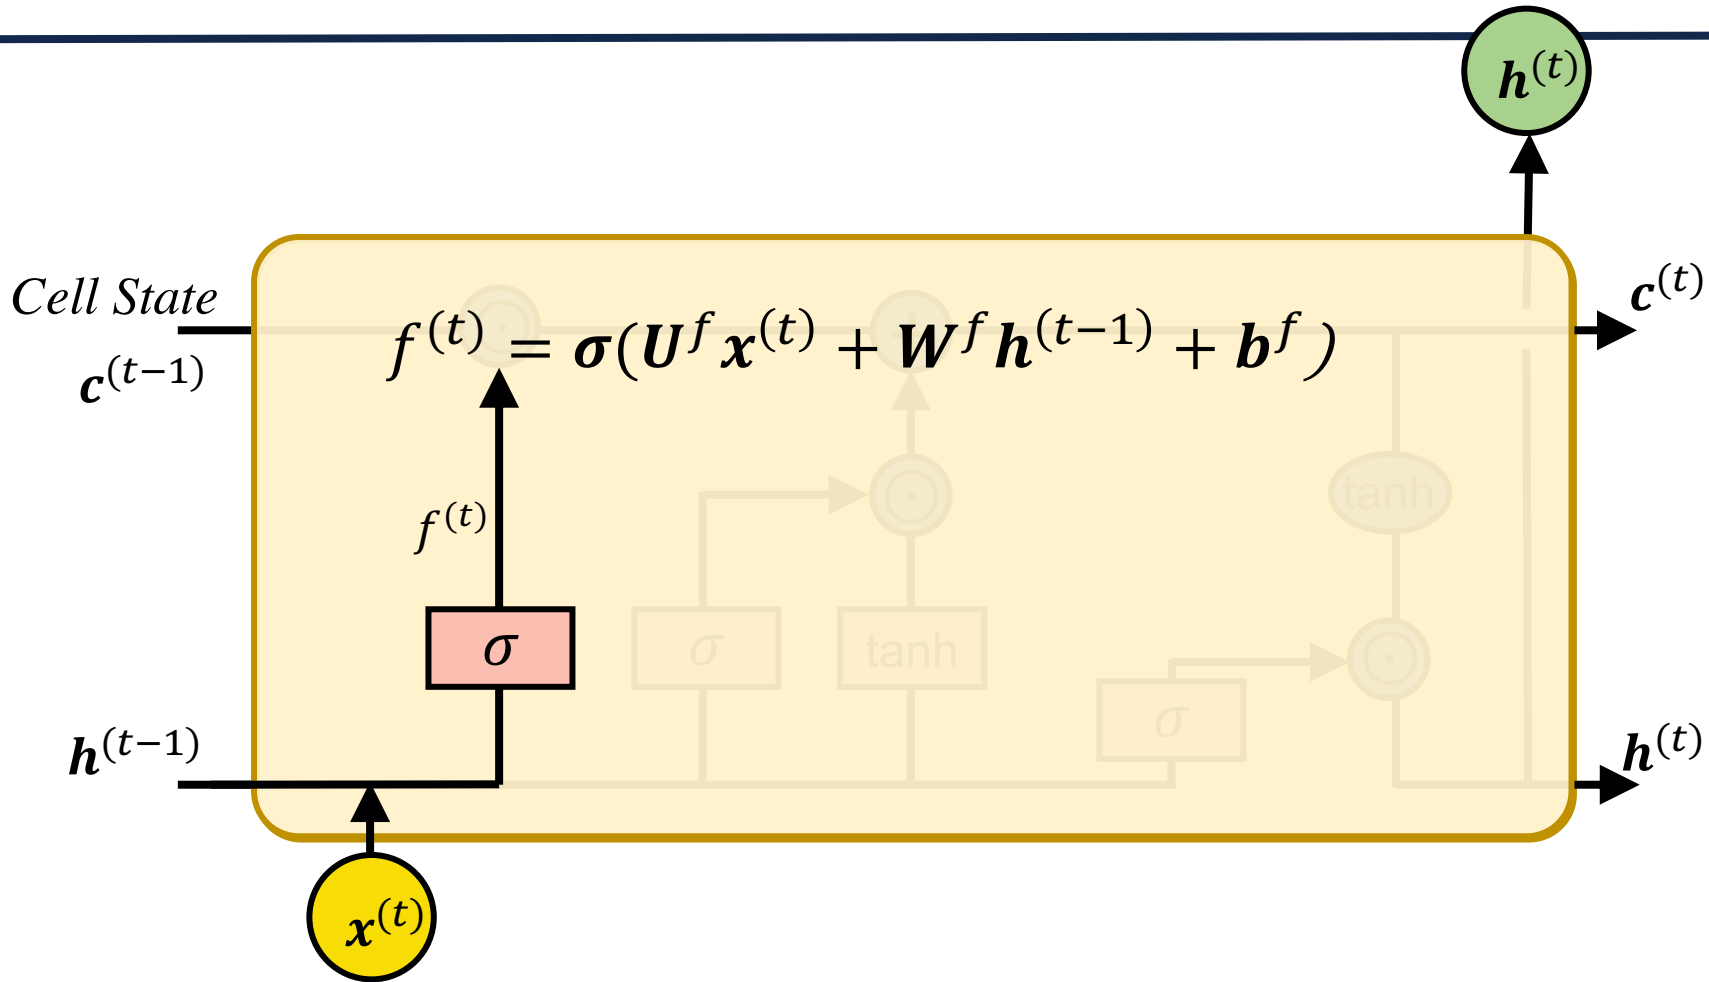 h^(t)
Cell State
c^(t)
c^(t−1)
f^(t) = σ(U^f x^(t) + W^f h^(t−1) + b^f)
tanh
f^(t)
σ
σ
tanh
σ
h^(t−1)
h^(t)
x^(t)